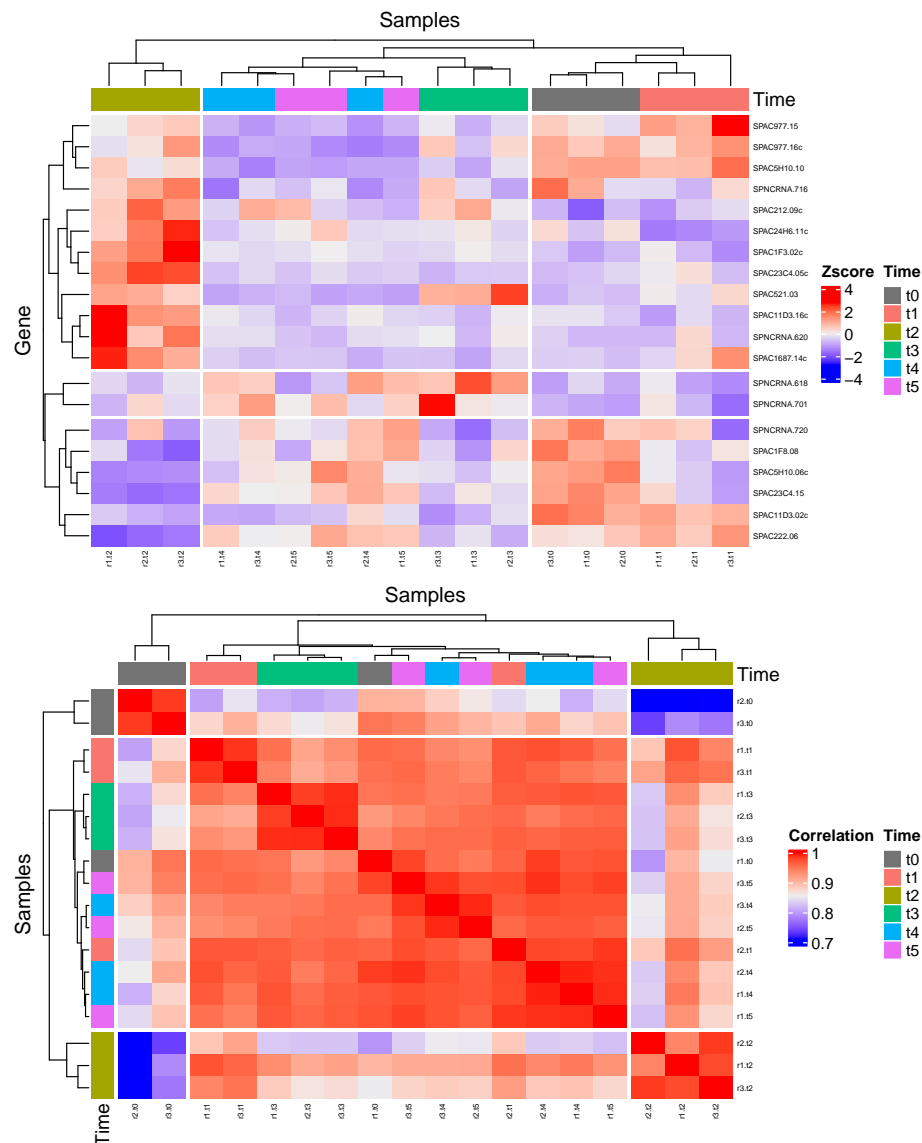 Samples
Time
SPAC977.15
SPAC977.16c
SPAC5H10.10
SPNCRNA.716
SPAC212.09c
SPAC24H6.11c
SPAC1F3.02c
SPAC23C4.05c
SPAC521.03
SPAC11D3.16c
SPNCRNA.620
SPAC1687.14c
SPNCRNA.618
SPNCRNA.701
SPNCRNA.720
SPAC1F8.08
SPAC5H10.06c
SPAC23C4.15
SPAC11D3.02c
SPAC222.06
Gene
r1.t2 r2.t2 r3.t2 r1.t4 r3.t4 r2.t5 r3.t5 r2.t4 r1.t5 r3.t3 r1.t3 r2.t3 r3.t0 r1.t0 r2.t0 r1.t1 r2.t1 r3.t1
Zscore
4
2
0
−2
−4
Time
t0
t1
t2
t3
t4
t5
Samples
Time
r2.t0
r3.t0
r1.t1
r3.t1
r1.t3
r2.t3
r3.t3
r1.t0
r3.t5
r3.t4
r2.t5
r2.t1
r2.t4
r1.t4
r1.t5
r2.t2
r1.t2
r3.t2
Samples
Time
r2.t0 r3.t0 r1.t1 r3.t1 r1.t3 r2.t3 r3.t3 r1.t0 r3.t5 r3.t4 r2.t5 r2.t1 r2.t4 r1.t4 r1.t5 r2.t2 r1.t2 r3.t2
Correlation
1
0.9
0.8
0.7
Time
t0
t1
t2
t3
t4
t5